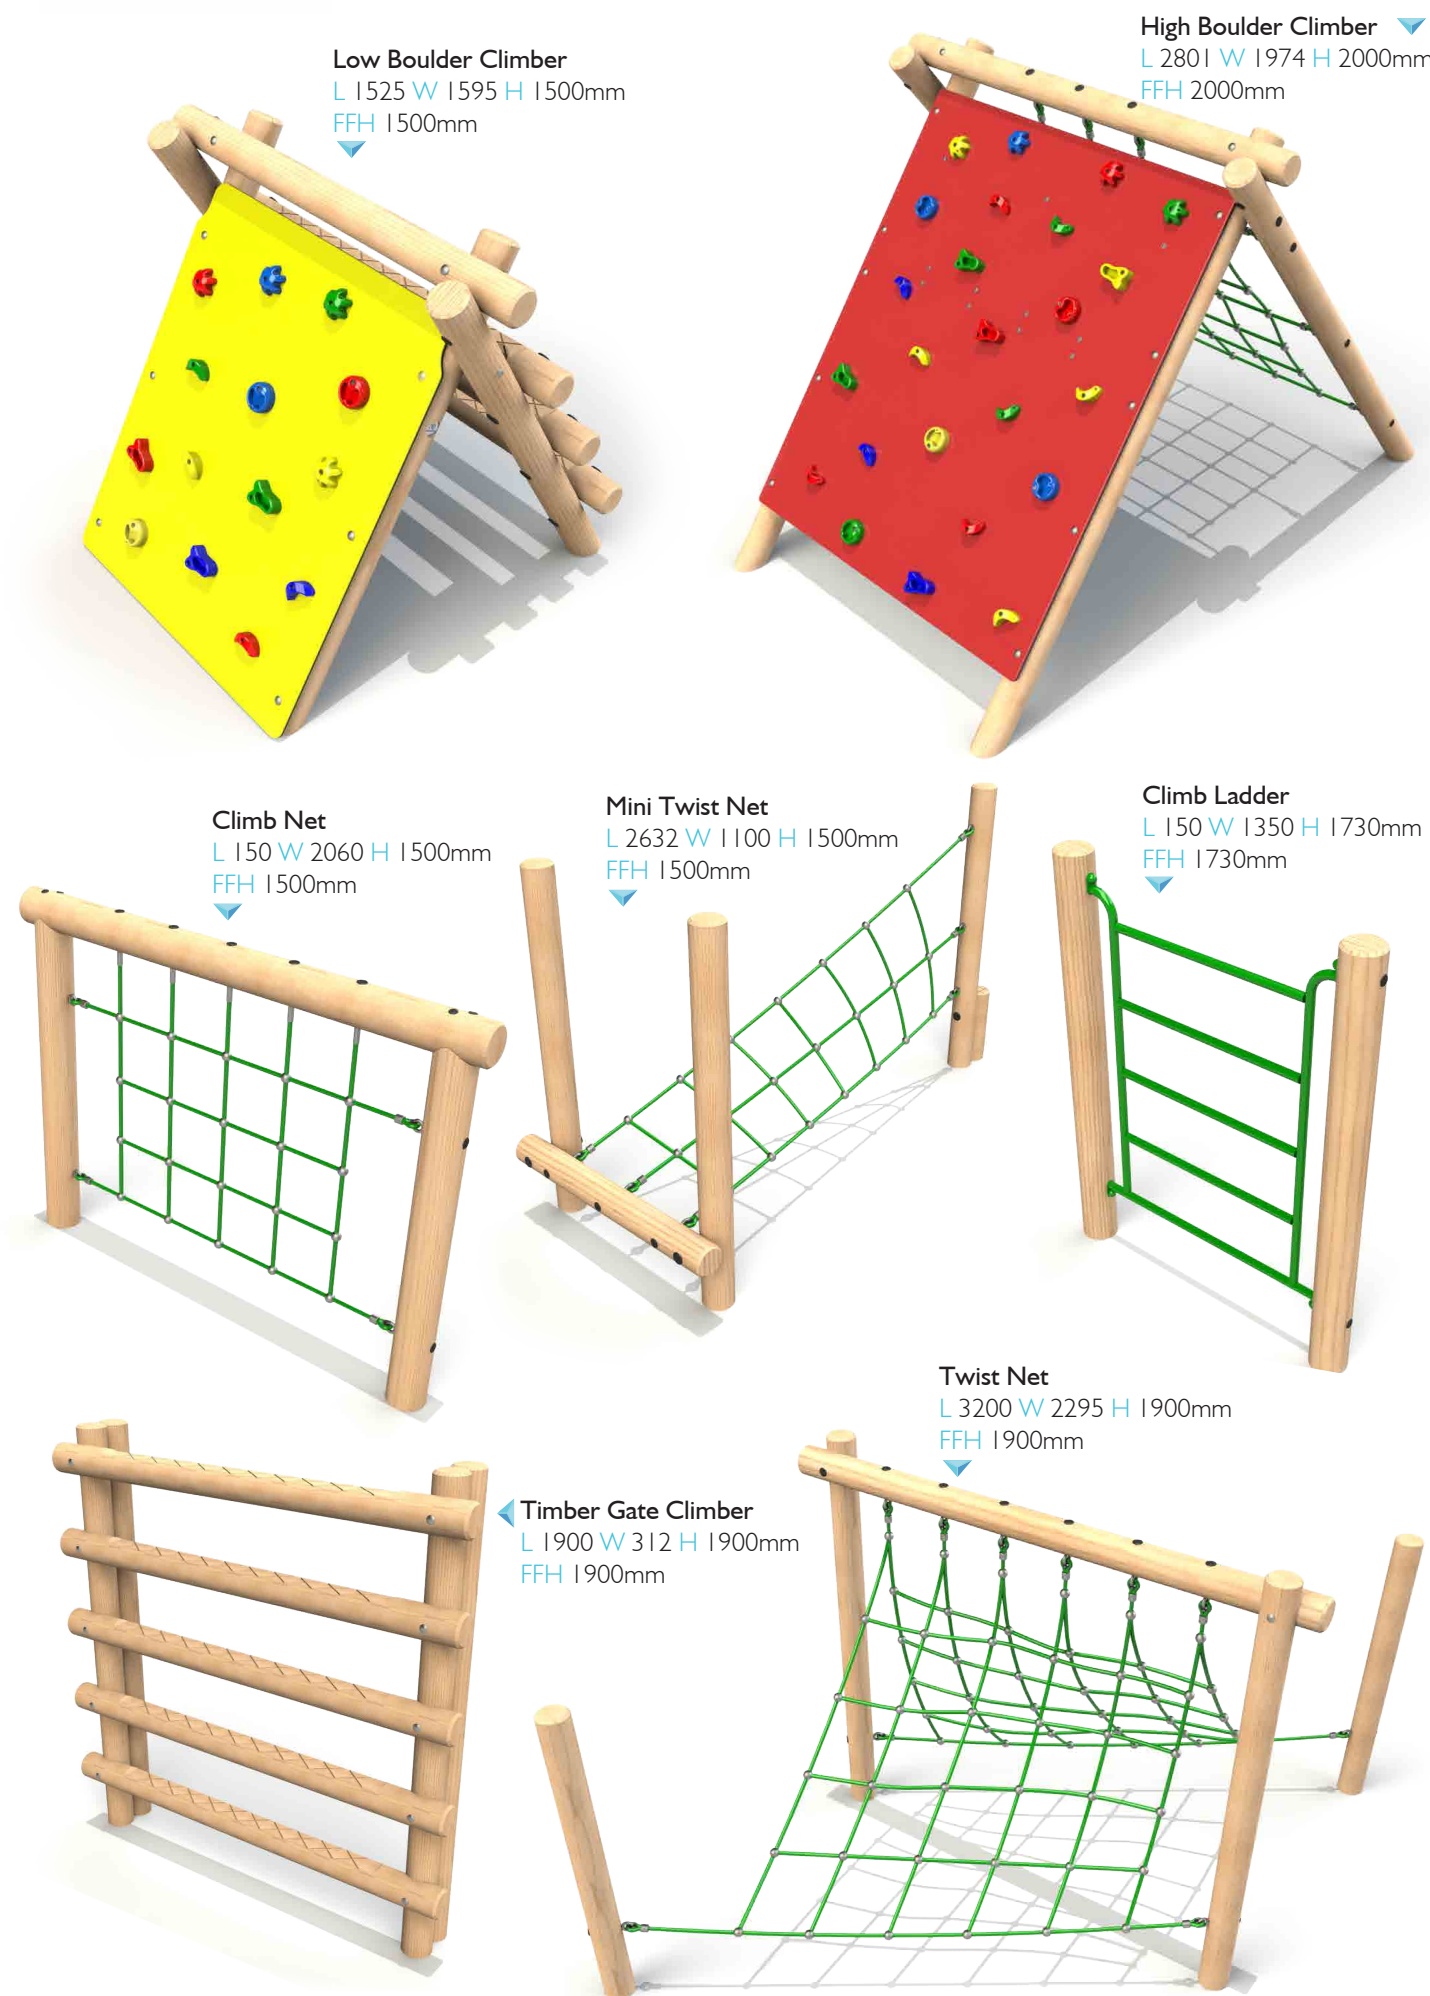 Low Boulder Climber
L 1525 W 1595 H 1500mm
FFH 1500mm
High Boulder Climber
L 2801 W 1974 H 2000mm
FFH 2000mm
Climb Net
L 150 W 2060 H 1500mm
FFH 1500mm
Mini Twist Net
L 2632 W 1100 H 1500mm
FFH 1500mm
Climb Ladder
L 150 W 1350 H 1730mm
FFH 1730mm
Twist Net
L 3200 W 2295 H 1900mm
FFH 1900mm
Timber Gate Climber
L 1900 W 312 H 1900mm
FFH 1900mm